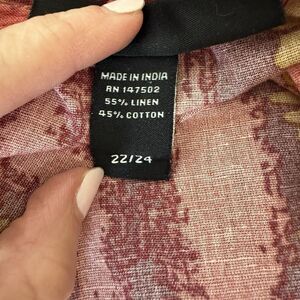 MADE IN INDIA
RN 147502
55% LINEN
45% COTTON
22/24